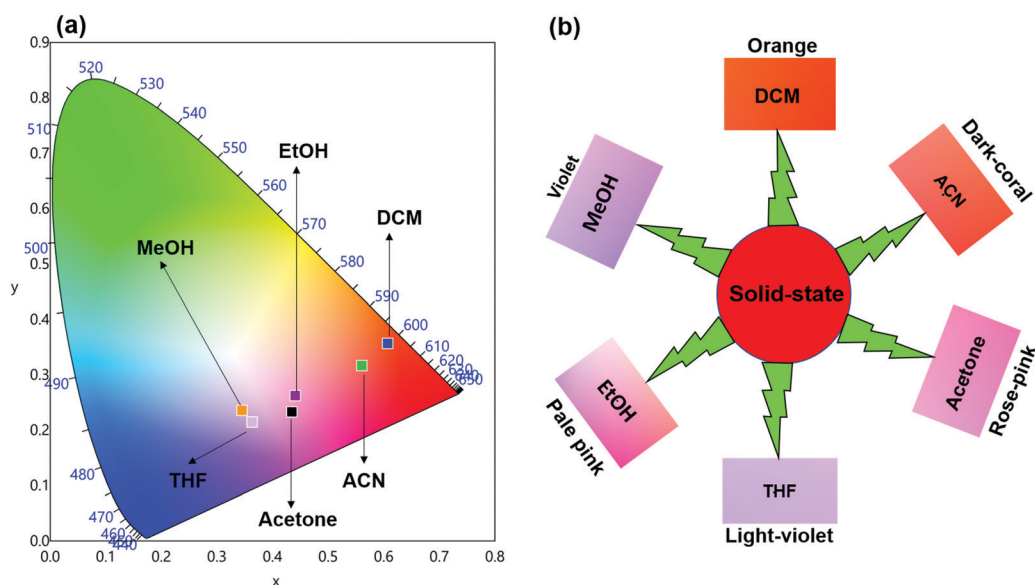 (a)
0.9
0.8
0.7
0.6
0.5
y
0.4
0.3
0.2
0.1
0.0
0.0 0.1 0.2 0.3 0.4 0.5 0.6 0.7 0.8
x
520
530
540
550
560
570
580
590
600
610
620
630
640
650
510
500
490
480
470
460
450
440
EtOH
DCM
MeOH
THF
Acetone
ACN
(b)
Orange
DCM
Dark-coral
ACN
Violet
MeOH
Solid-state
Acetone
Rose-pink
EtOH
Pale pink
THF
Light-violet